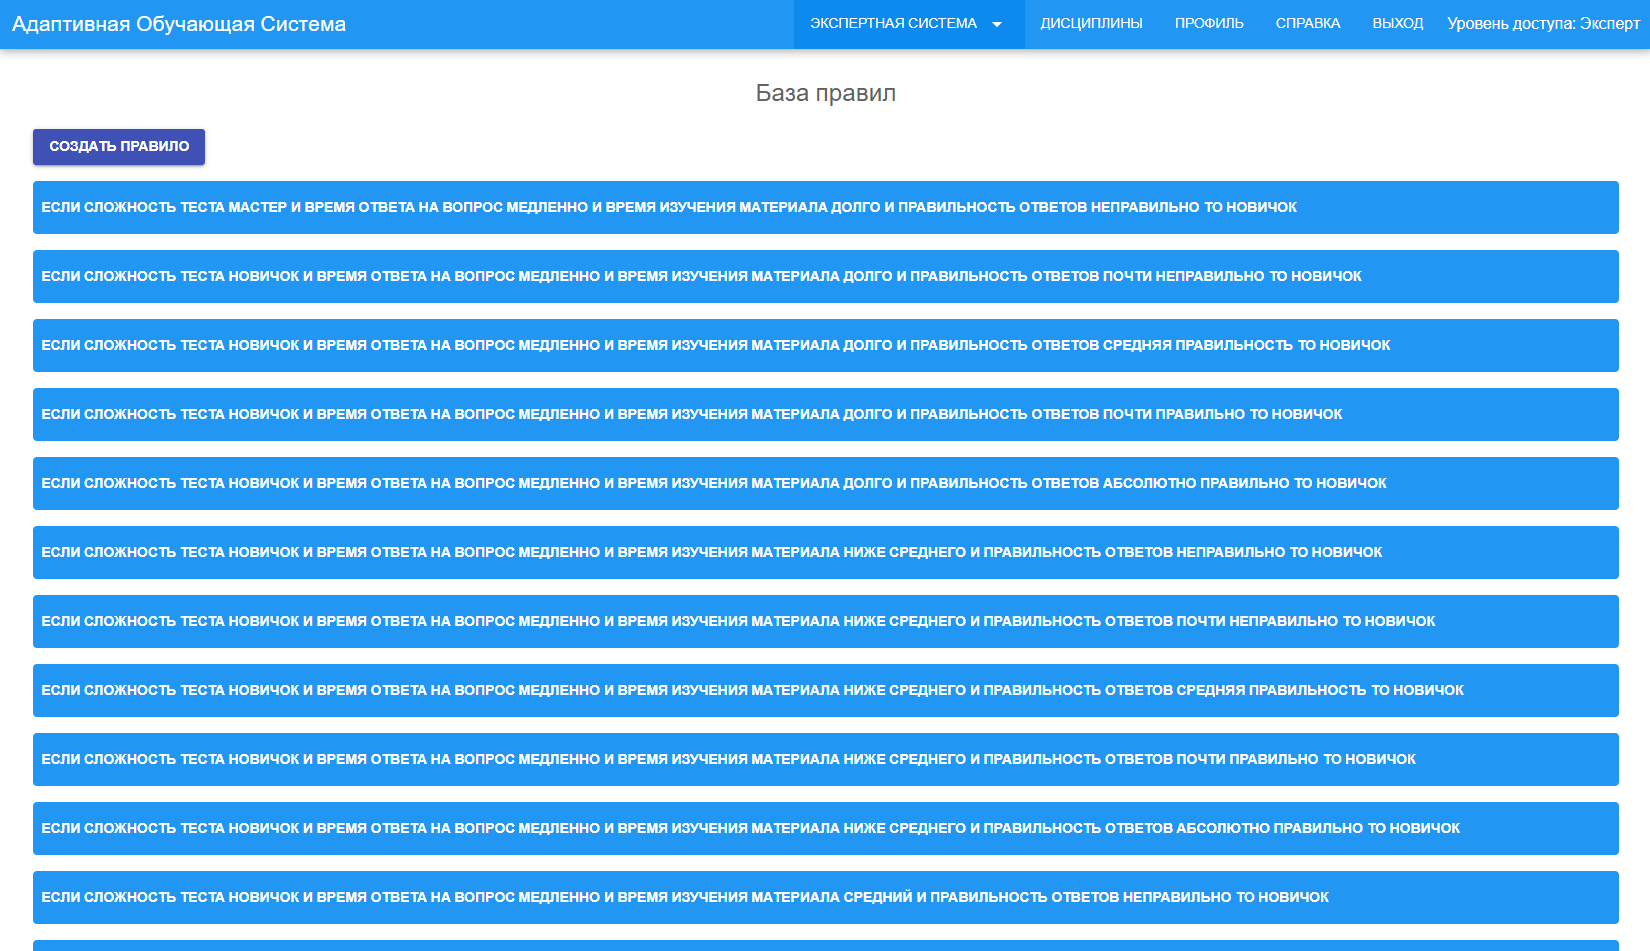 Адаптивная Обучающая Система
ЭКСПЕРТНАЯ СИСТЕМА ДИСЦИПЛИНЫ ПРОФИЛЬ СПРАВКА ВЫХОД Уровень доступа: Эксперт
База правил
СОЗДАТЬ ПРАВИЛО
ЕСЛИ СЛОЖНОСТЬ ТЕСТА МАСТЕР И ВРЕМЯ ОТВЕТА НА ВОПРОС МЕДЛЕННО И ВРЕМЯ ИЗУЧЕНИЯ МАТЕРИАЛА ДОЛГО И ПРАВИЛЬНОСТЬ ОТВЕТОВ НЕПРАВИЛЬНО ТО НОВИЧОК
ЕСЛИ СЛОЖНОСТЬ ТЕСТА НОВИЧОК И ВРЕМЯ ОТВЕТА НА ВОПРОС МЕДЛЕННО И ВРЕМЯ ИЗУЧЕНИЯ МАТЕРИАЛА ДОЛГО И ПРАВИЛЬНОСТЬ ОТВЕТОВ ПОЧТИ НЕПРАВИЛЬНО ТО НОВИЧОК
ЕСЛИ СЛОЖНОСТЬ ТЕСТА НОВИЧОК И ВРЕМЯ ОТВЕТА НА ВОПРОС МЕДЛЕННО И ВРЕМЯ ИЗУЧЕНИЯ МАТЕРИАЛА ДОЛГО И ПРАВИЛЬНОСТЬ ОТВЕТОВ СРЕДНЯЯ ПРАВИЛЬНОСТЬ ТО НОВИЧОК
ЕСЛИ СЛОЖНОСТЬ ТЕСТА НОВИЧОК И ВРЕМЯ ОТВЕТА НА ВОПРОС МЕДЛЕННО И ВРЕМЯ ИЗУЧЕНИЯ МАТЕРИАЛА ДОЛГО И ПРАВИЛЬНОСТЬ ОТВЕТОВ ПОЧТИ ПРАВИЛЬНО ТО НОВИЧОК
ЕСЛИ СЛОЖНОСТЬ ТЕСТА НОВИЧОК И ВРЕМЯ ОТВЕТА НА ВОПРОС МЕДЛЕННО И ВРЕМЯ ИЗУЧЕНИЯ МАТЕРИАЛА ДОЛГО И ПРАВИЛЬНОСТЬ ОТВЕТОВ АБСОЛЮТНО ПРАВИЛЬНО ТО НОВИЧОК
ЕСЛИ СЛОЖНОСТЬ ТЕСТА НОВИЧОК И ВРЕМЯ ОТВЕТА НА ВОПРОС МЕДЛЕННО И ВРЕМЯ ИЗУЧЕНИЯ МАТЕРИАЛА НИЖЕ СРЕДНЕГО И ПРАВИЛЬНОСТЬ ОТВЕТОВ НЕПРАВИЛЬНО ТО НОВИЧОК
ЕСЛИ СЛОЖНОСТЬ ТЕСТА НОВИЧОК И ВРЕМЯ ОТВЕТА НА ВОПРОС МЕДЛЕННО И ВРЕМЯ ИЗУЧЕНИЯ МАТЕРИАЛА НИЖЕ СРЕДНЕГО И ПРАВИЛЬНОСТЬ ОТВЕТОВ ПОЧТИ НЕПРАВИЛЬНО ТО НОВИЧОК
ЕСЛИ СЛОЖНОСТЬ ТЕСТА НОВИЧОК И ВРЕМЯ ОТВЕТА НА ВОПРОС МЕДЛЕННО И ВРЕМЯ ИЗУЧЕНИЯ МАТЕРИАЛА НИЖЕ СРЕДНЕГО И ПРАВИЛЬНОСТЬ ОТВЕТОВ СРЕДНЯЯ ПРАВИЛЬНОСТЬ ТО НОВИЧОК
ЕСЛИ СЛОЖНОСТЬ ТЕСТА НОВИЧОК И ВРЕМЯ ОТВЕТА НА ВОПРОС МЕДЛЕННО И ВРЕМЯ ИЗУЧЕНИЯ МАТЕРИАЛА НИЖЕ СРЕДНЕГО И ПРАВИЛЬНОСТЬ ОТВЕТОВ ПОЧТИ ПРАВИЛЬНО ТО НОВИЧОК
ЕСЛИ СЛОЖНОСТЬ ТЕСТА НОВИЧОК И ВРЕМЯ ОТВЕТА НА ВОПРОС МЕДЛЕННО И ВРЕМЯ ИЗУЧЕНИЯ МАТЕРИАЛА НИЖЕ СРЕДНЕГО И ПРАВИЛЬНОСТЬ ОТВЕТОВ АБСОЛЮТНО ПРАВИЛЬНО ТО НОВИЧОК
ЕСЛИ СЛОЖНОСТЬ ТЕСТА НОВИЧОК И ВРЕМЯ ОТВЕТА НА ВОПРОС МЕДЛЕННО И ВРЕМЯ ИЗУЧЕНИЯ МАТЕРИАЛА СРЕДНИЙ И ПРАВИЛЬНОСТЬ ОТВЕТОВ НЕПРАВИЛЬНО ТО НОВИЧОК